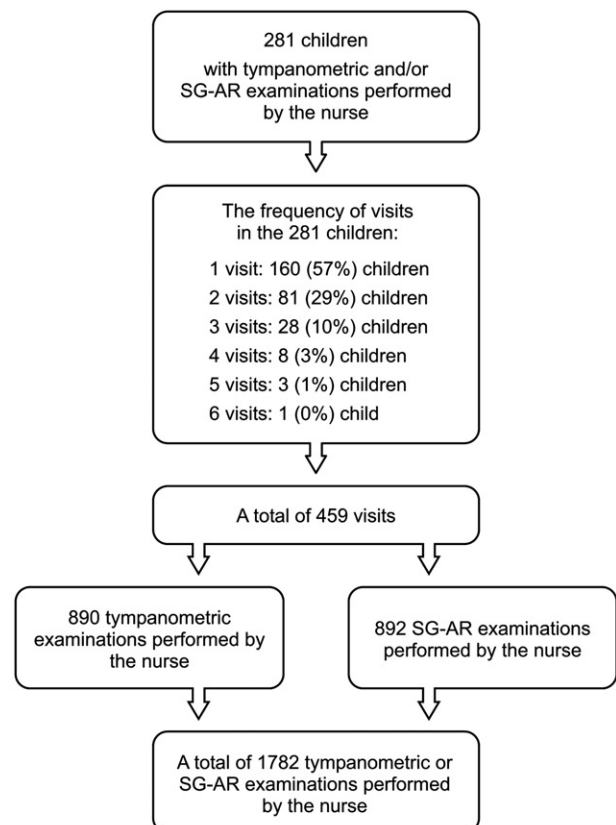 281 children
with tympanometric and/or
SG-AR examinations performed
by the nurse
The frequency of visits
in the 281 children:
1 visit: 160 (57%) children
2 visits: 81 (29%) children
3 visits: 28 (10%) children
4 visits: 8 (3%) children
5 visits: 3 (1%) children
6 visits: 1 (0%) child
A total of 459 visits
890 tympanometric
examinations performed by
the nurse
892 SG-AR examinations
performed by the nurse
A total of 1782 tympanometric or
SG-AR examinations performed
by the nurse